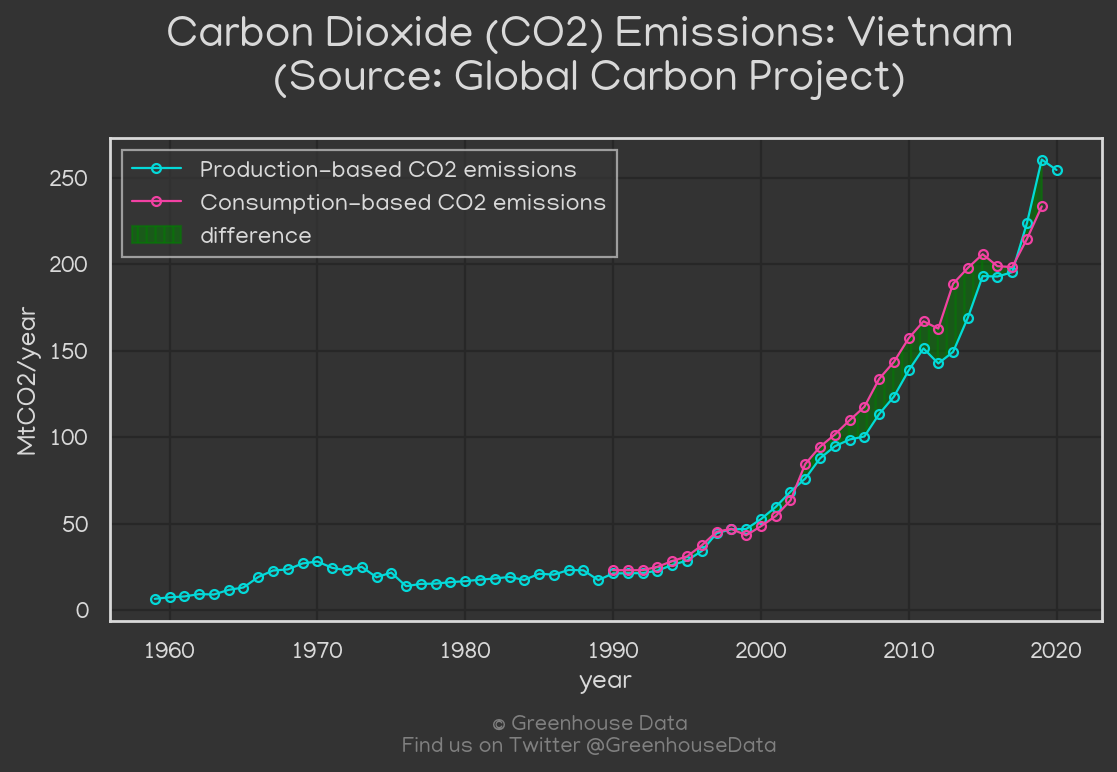 Carbon Dioxide (CO2) Emissions: Vietnam
(Source: Global Carbon Project)
Production-based CO2 emissions
Consumption-based CO2 emissions
difference
MtCO2/year
250
200
150
100
50
0
1960 1970 1980 1990 2000 2010 2020
year
© Greenhouse Data
Find us on Twitter @GreenhouseData